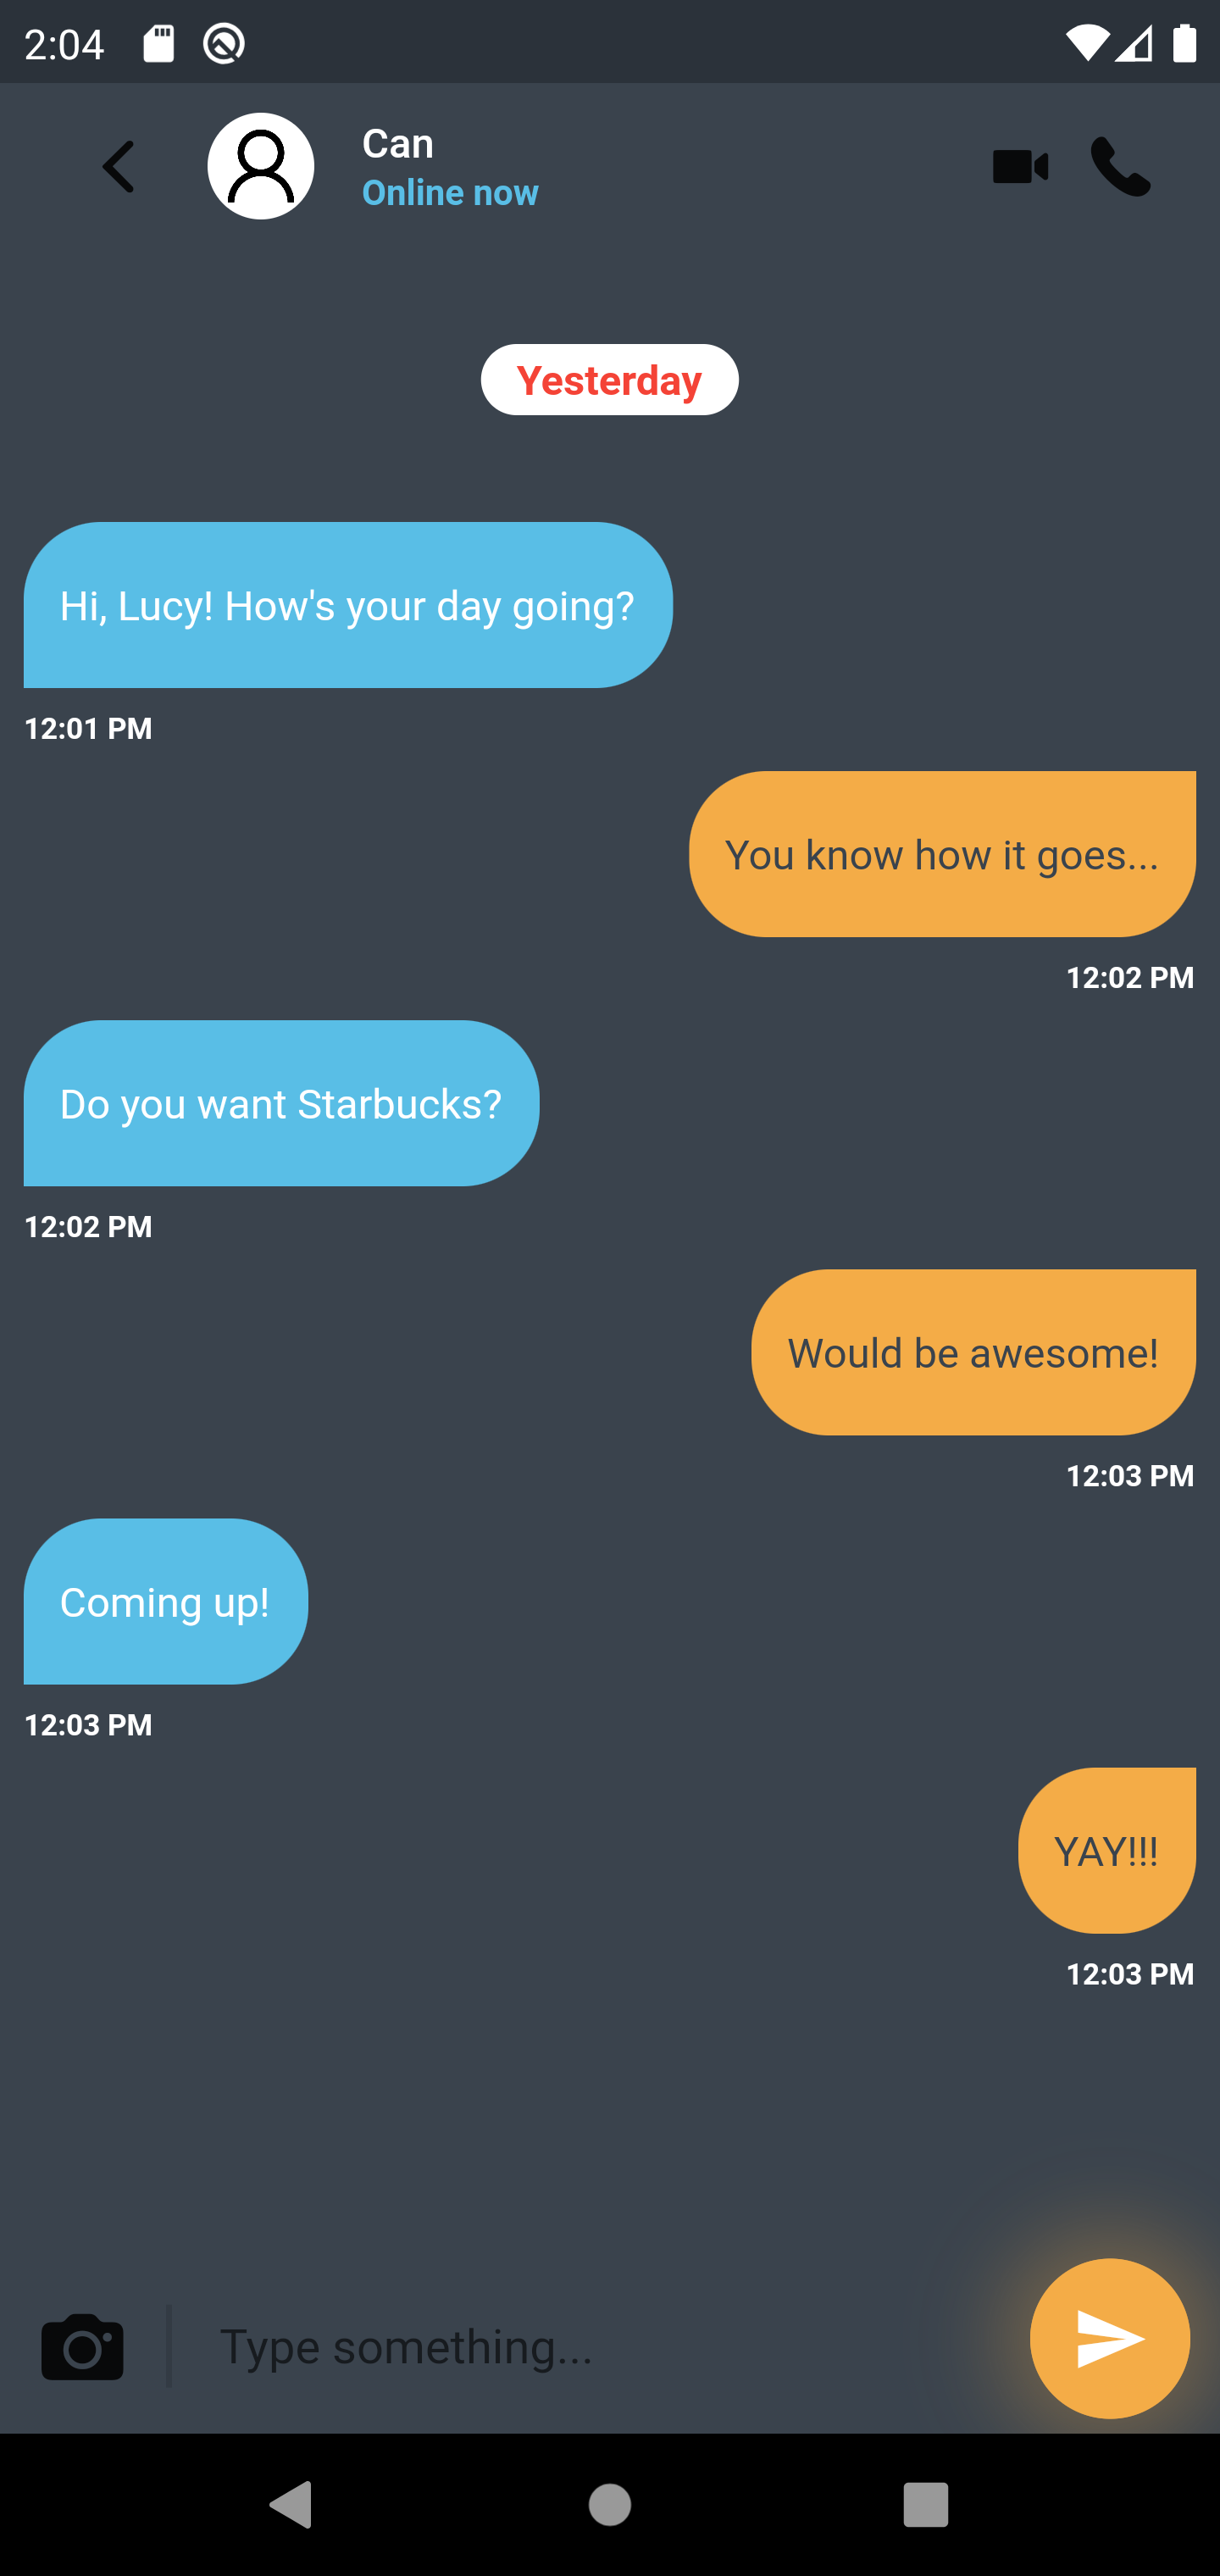 2:04
Can
Online now
Yesterday
Hi, Lucy! How's your day going?
12:01 PM
You know how it goes...
12:02 PM
Do you want Starbucks?
12:02 PM
Would be awesome!
12:03 PM
Coming up!
12:03 PM
YAY!!!
12:03 PM
Type something...